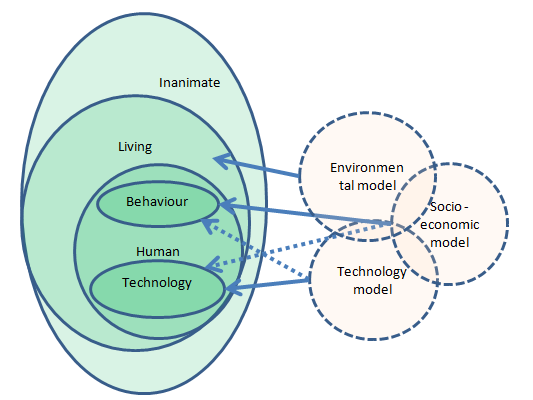 Inanimate
Living
Behaviour
Human
Technology
Environmen
tal model
Socio -
economic
model
Technology
model